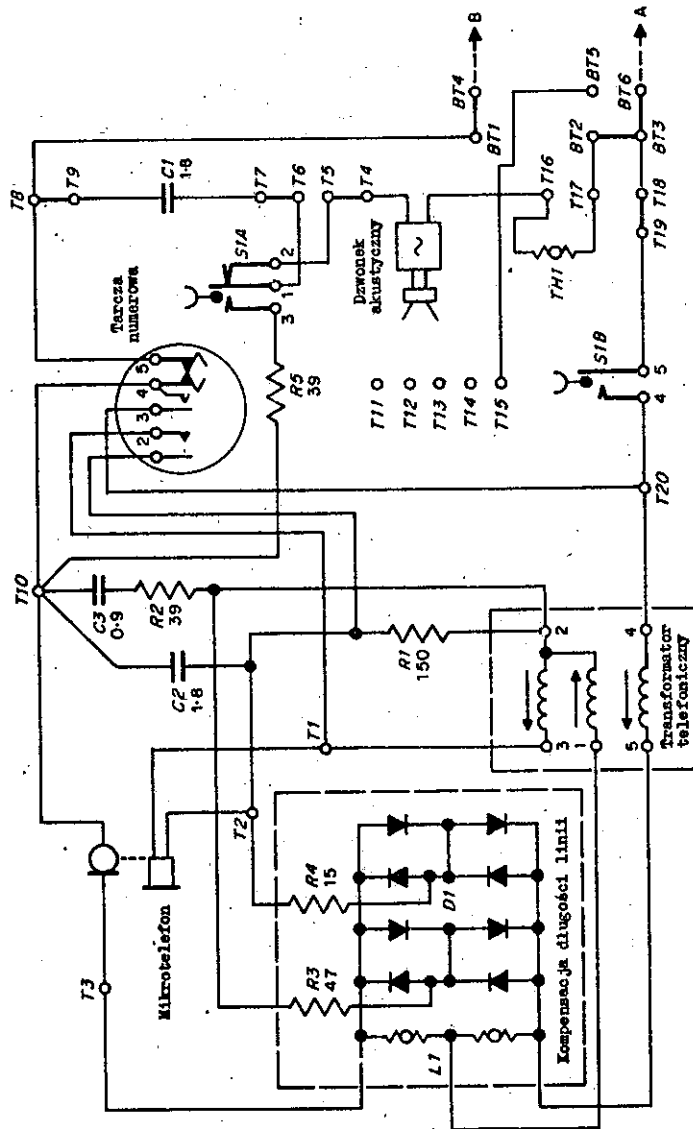 T8
T9
C1
1·8
T7
T6
T5
T4
S1A
1
2
3
Tarcza
numerowa
2
3
4
5
R5
39
Dzwonek
akustyczny
~
T11
T12
T13
T14
T15
T16
T17
T18
T19
TH1
BT4
BT1
B
BT5
BT2
BT6
BT3
A
S1B
4
5
T20
T10
C3
0·9
R2
39
C2
1·8
R1
150
T1
T2
2
3
1
4
5
Transformator
telefoniczny
Mikrotelefon
T3
R4
15
R3
47
D1
L1
Kompensacja długości linii